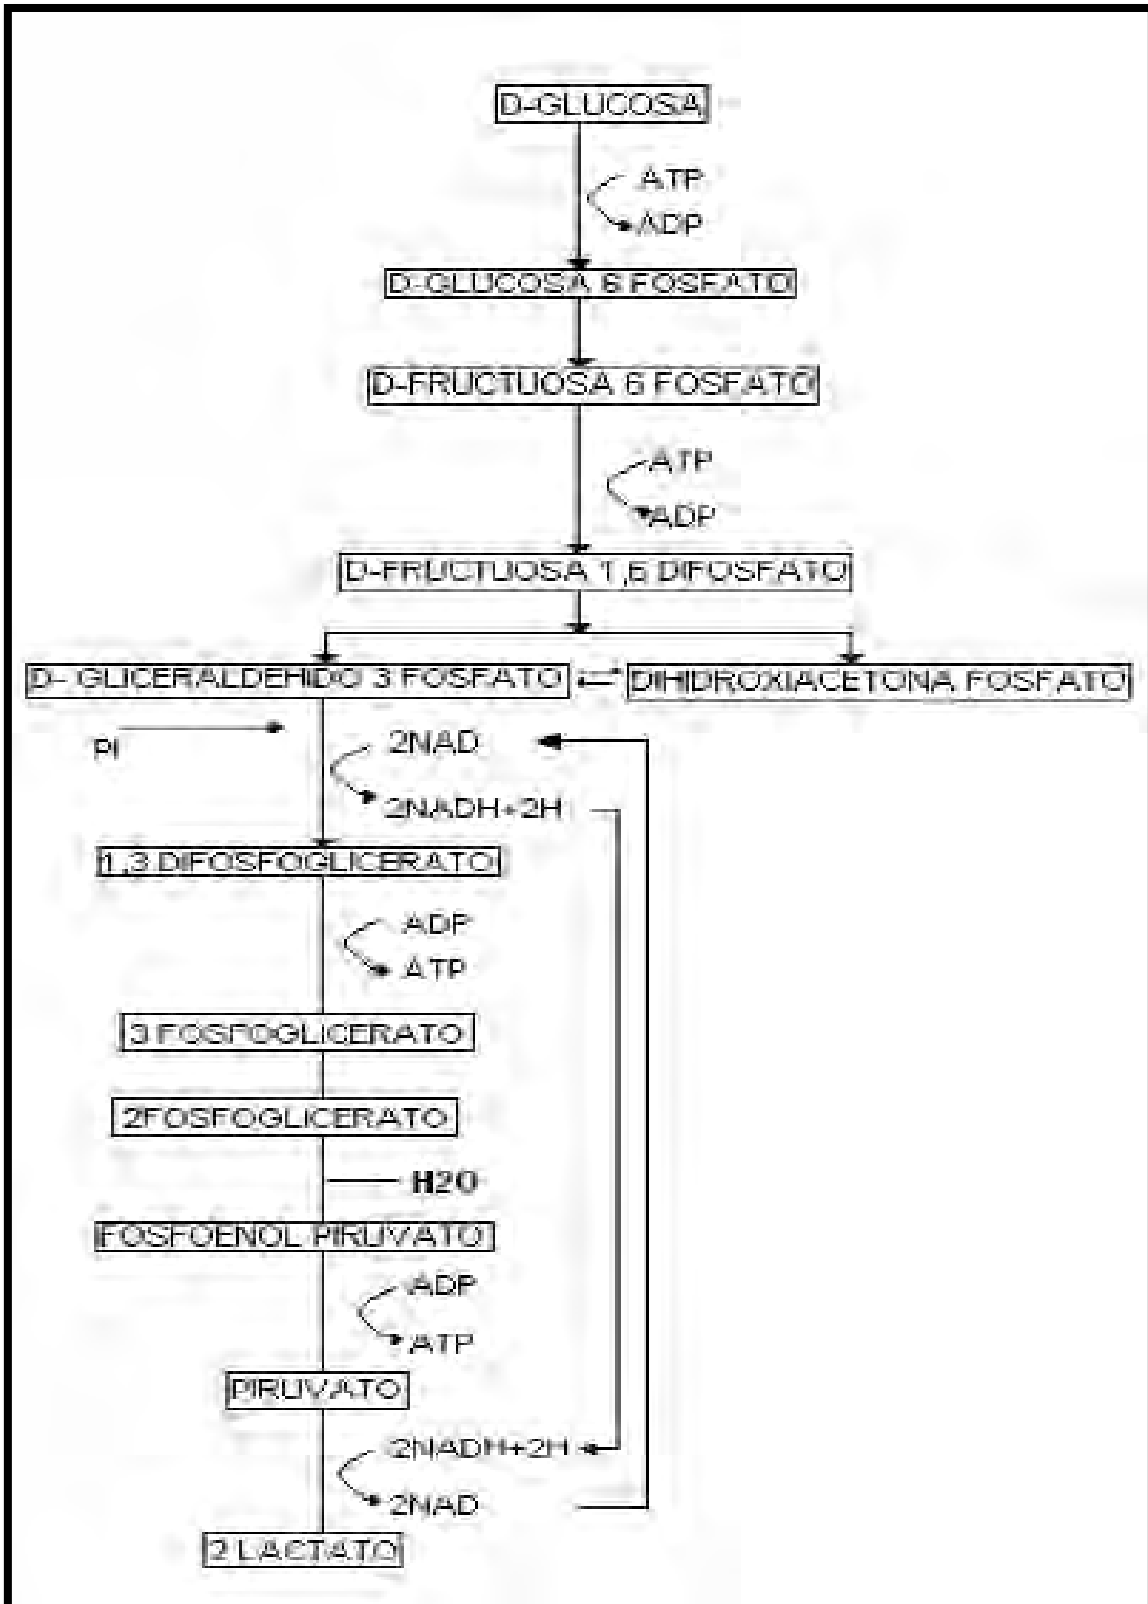 D-GLUCOSA
ATP
ADP
D-GLUCOSA 6 FOSFATO
D-FRUCTUOSA 6 FOSFATO
ATP
ADP
D-FRUCTUOSA 1,6 DIFOSFATO
D- GLICERALDEHIDO 3 FOSFATO
DIHIDROXIACETONA FOSFATO
PI
2NAD
2NADH+2H
1,3 DIFOSFOGLICERATO
ADP
ATP
3 FOSFOGLICERATO
2FOSFOGLICERATO
H2O
FOSFOENOL PIRUVATO
ADP
ATP
PIRUVATO
2NADH+2H
2NAD
2 LACTATO